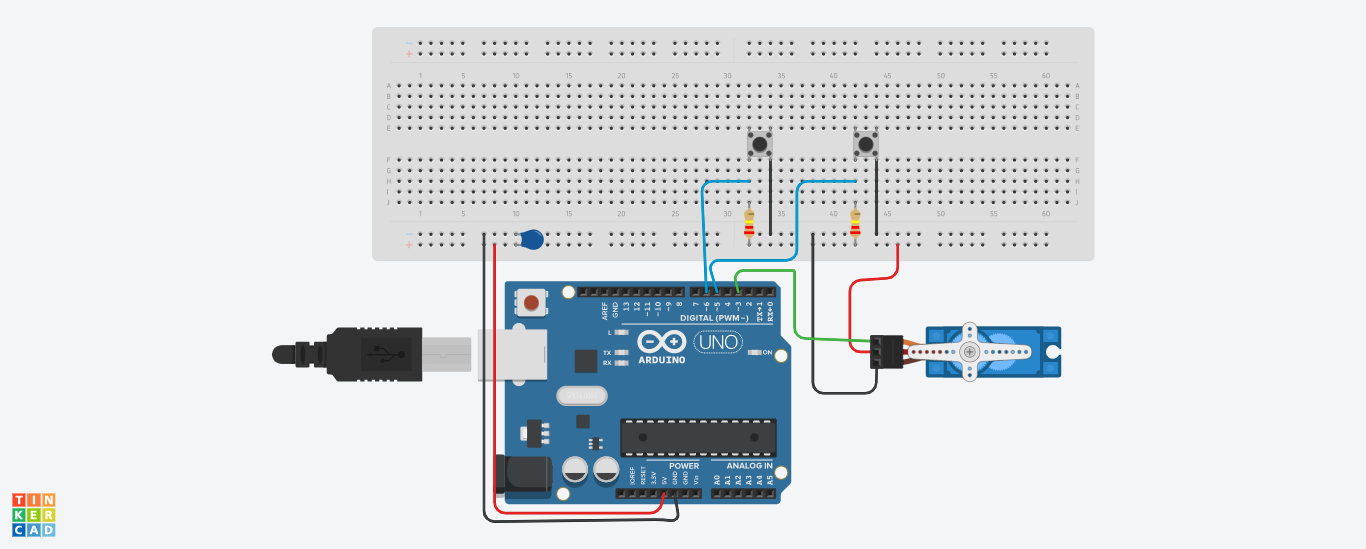 − −
+ +
1 5 10 15 20 25 30 35 40 45 50 55 60
A A
B B
C C
D D
E E
F F
G G
H H
I I
J J
1 5 10 15 20 25 30 35 40 45 50 55 60
− −
+ +
AREF GND 13 12 ~11 ~10 ~9 8 7 ~6 ~5 4 ~3 2 TX→1 RX←0
DIGITAL (PWM~)
L
TX
RX
ARDUINO
UNO
ON
POWER ANALOG IN
IOREF RESET 3.3V 5V GND GND Vin A0 A1 A2 A3 A4 A5
TIN
KER
CAD